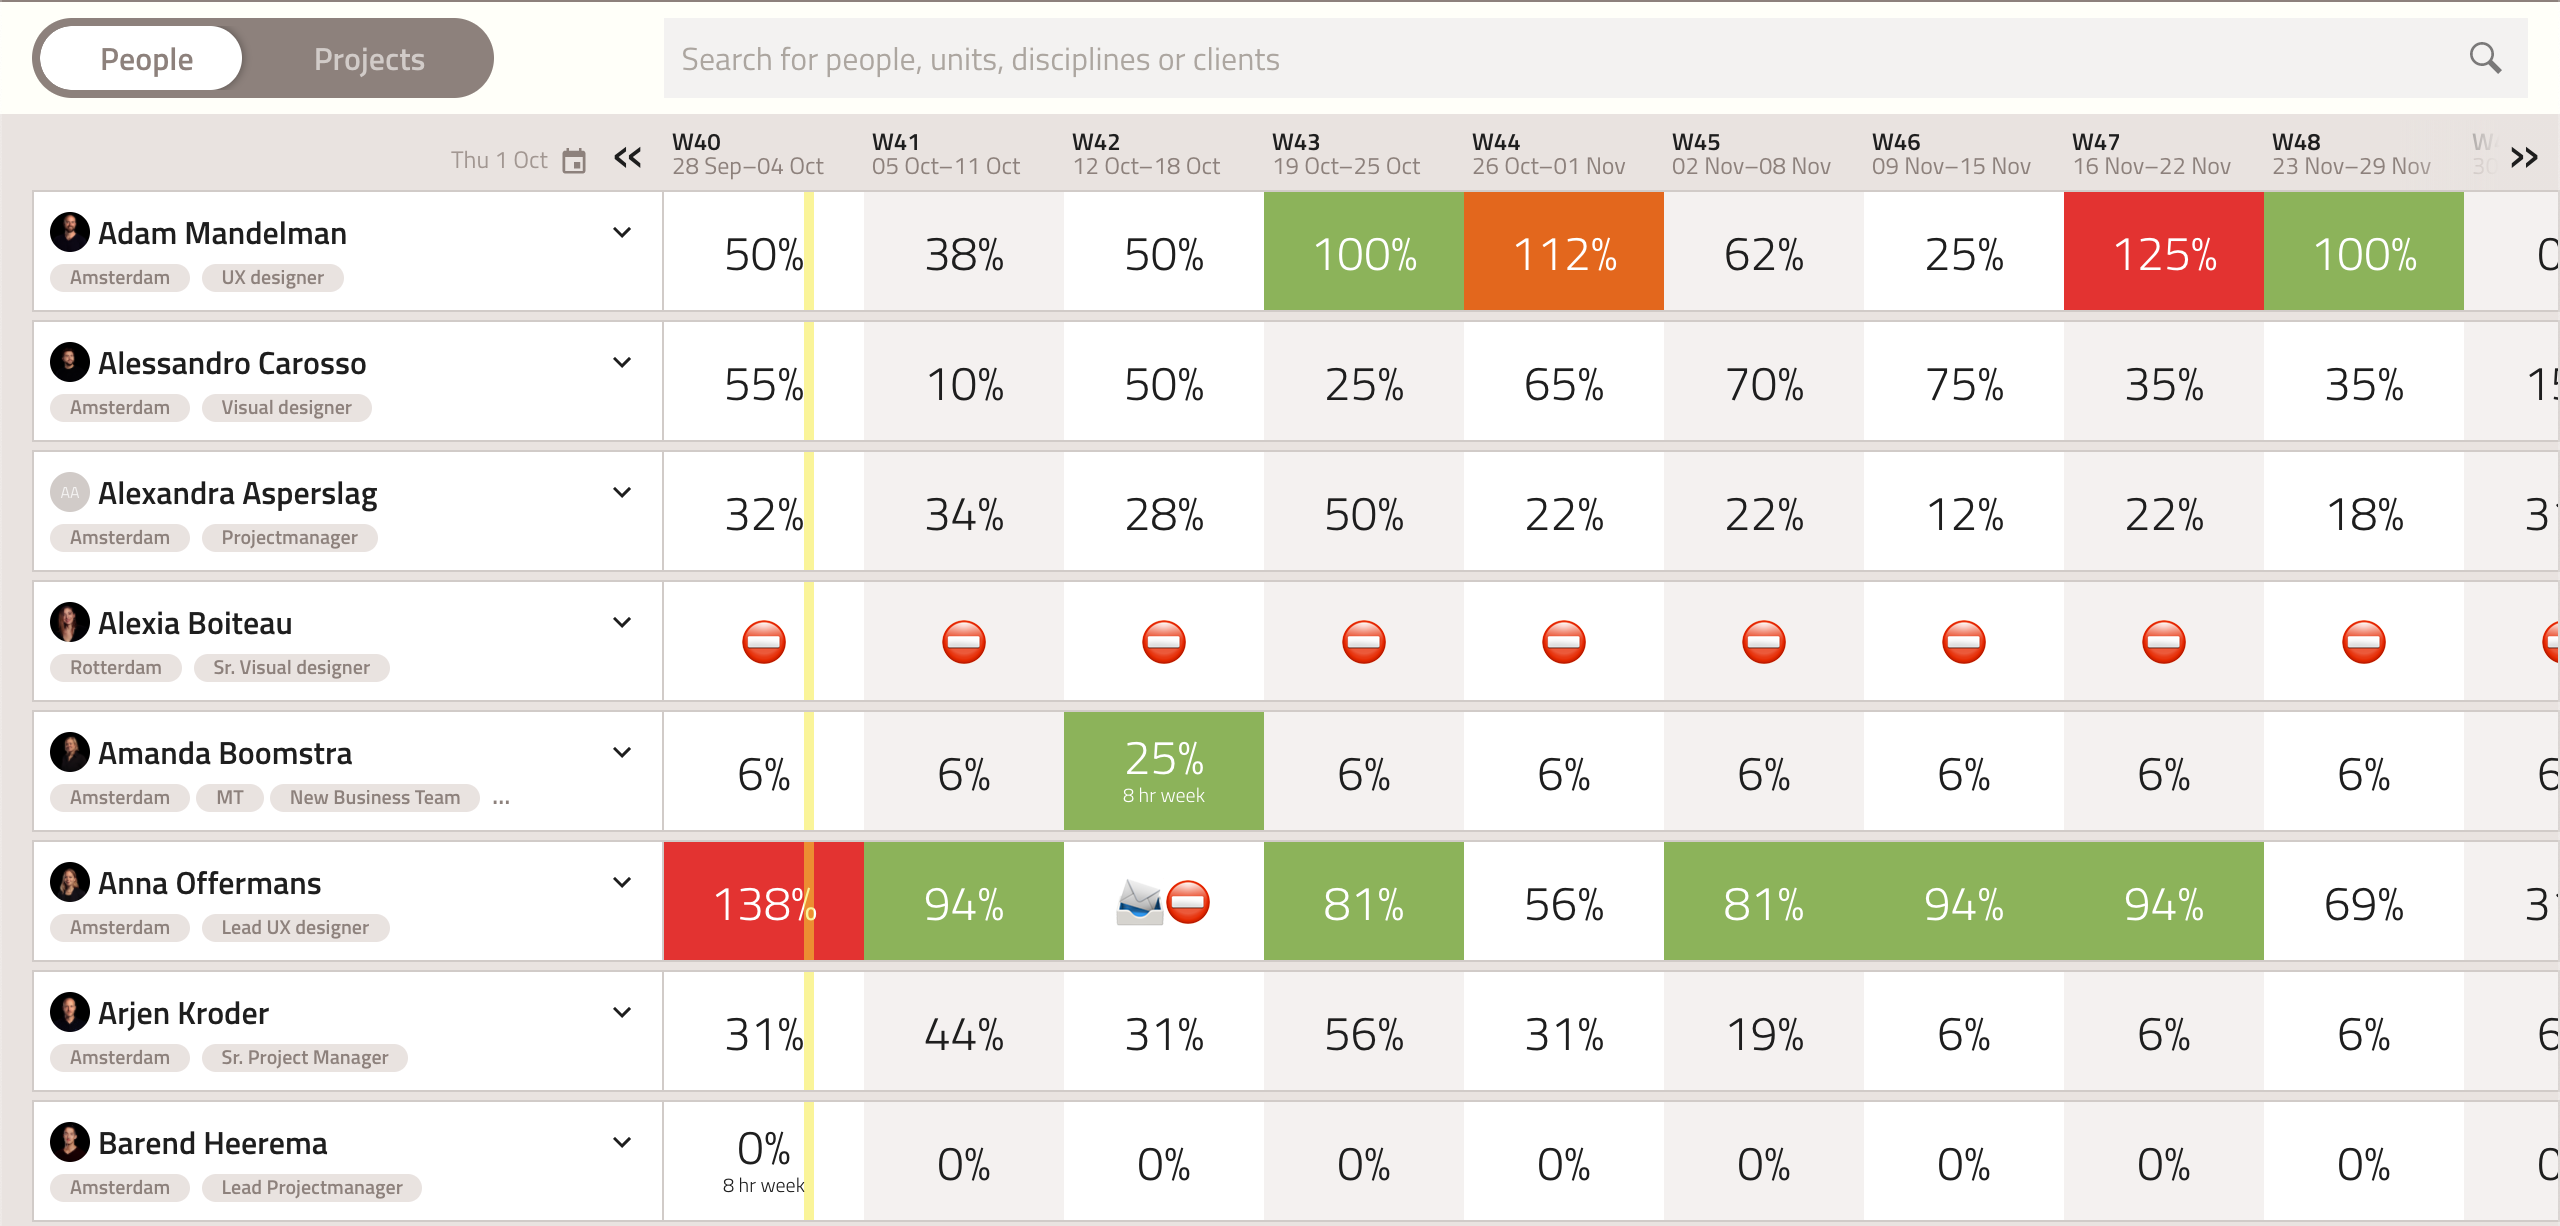 People Projects Search for people, units, disciplines or clients
Thu 1 Oct « W40 W41 W42 W43 W44 W45 W46 W47 W48 »
28 Sep–04 Oct 05 Oct–11 Oct 12 Oct–18 Oct 19 Oct–25 Oct 26 Oct–01 Nov 02 Nov–08 Nov 09 Nov–15 Nov 16 Nov–22 Nov 23 Nov–29 Nov
Adam Mandelman
Amsterdam UX designer
50% 38% 50% 100% 112% 62% 25% 125% 100%
Alessandro Carosso
Amsterdam Visual designer
55% 10% 50% 25% 65% 70% 75% 35% 35%
AA Alexandra Asperslag
Amsterdam Projectmanager
32% 34% 28% 50% 22% 22% 12% 22% 18%
Alexia Boiteau
Rotterdam Sr. Visual designer
Amanda Boomstra
Amsterdam MT New Business Team ...
6% 6% 25% 6% 6% 6% 6% 6% 6%
8 hr week
Anna Offermans
Amsterdam Lead UX designer
138% 94% 81% 56% 81% 94% 94% 69%
Arjen Kroder
Amsterdam Sr. Project Manager
31% 44% 31% 56% 31% 19% 6% 6% 6%
Barend Heerema
Amsterdam Lead Projectmanager
0% 0% 0% 0% 0% 0% 0% 0% 0%
8 hr week